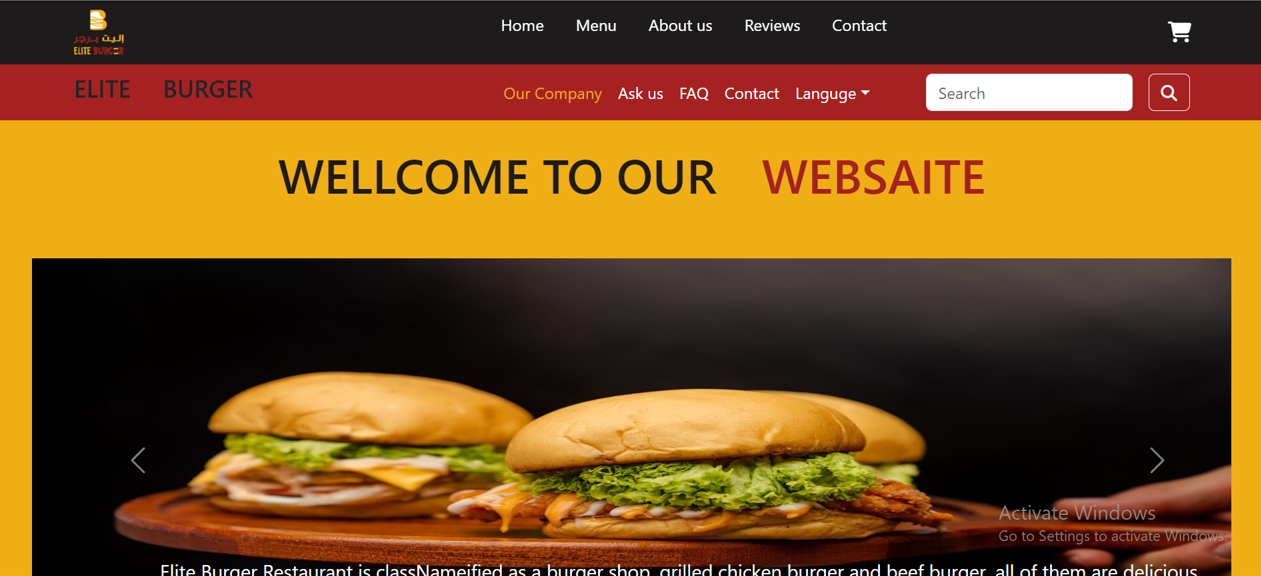 إليت برجر
ELITE BURGER
Home Menu About us Reviews Contact
ELITE BURGER
Our Company Ask us FAQ Contact Languge
Search
WELLCOME TO OUR WEBSAITE
Activate Windows
Go to Settings to activate Windows.
Elite Burger Restaurant is classNameified as a burger shop, grilled chicken burger and beef burger, all of them are delicious